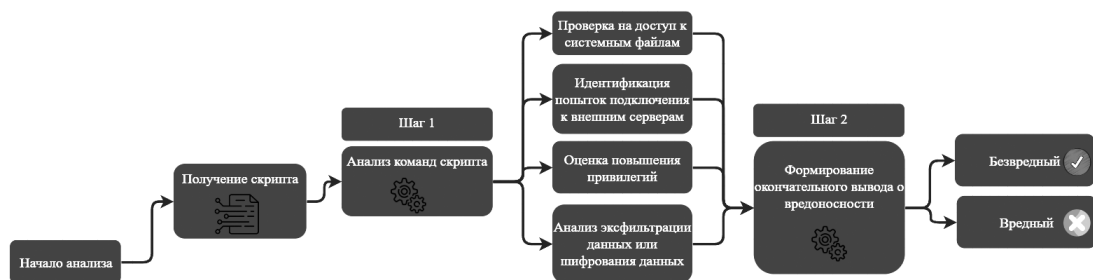 Начало анализа
Получение скрипта
Шаг 1
Анализ команд скрипта
Проверка на доступ к
системным файлам
Идентификация
попыток подключения
к внешним серверам
Оценка повышения
привилегий
Анализ эксфильтрации
данных или
шифрования данных
Шаг 2
Формирование
окончательного вывода о
вредоносности
Безвредный
Вредный